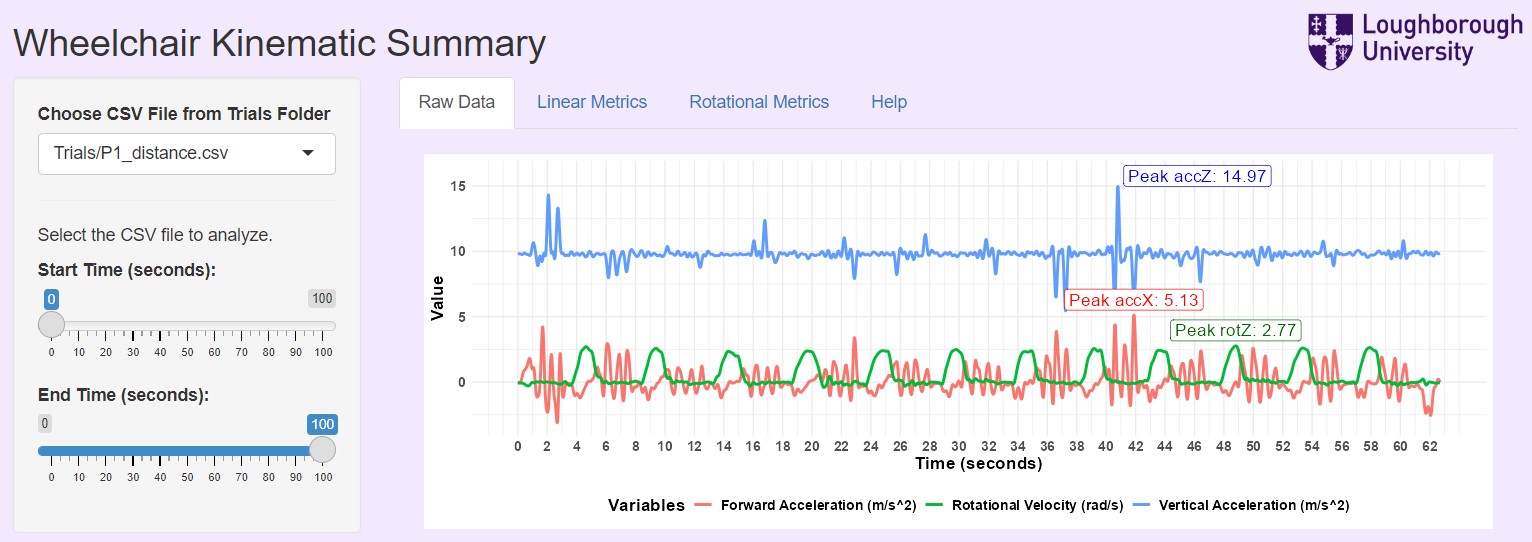 Wheelchair Kinematic Summary
Loughborough
University
Choose CSV File from Trials Folder
Trials/P1_distance.csv
Select the CSV file to analyze.
Start Time (seconds):
0 100
0 10 20 30 40 50 60 70 80 90 100
End Time (seconds):
0 100
0 10 20 30 40 50 60 70 80 90 100
Raw Data Linear Metrics Rotational Metrics Help
Peak accZ: 14.97
Peak accX: 5.13
Peak rotZ: 2.77
Value
15
10
5
0
0 2 4 6 8 10 12 14 16 18 20 22 24 26 28 30 32 34 36 38 40 42 44 46 48 50 52 54 56 58 60 62
Time (seconds)
Variables Forward Acceleration (m/s^2) Rotational Velocity (rad/s) Vertical Acceleration (m/s^2)